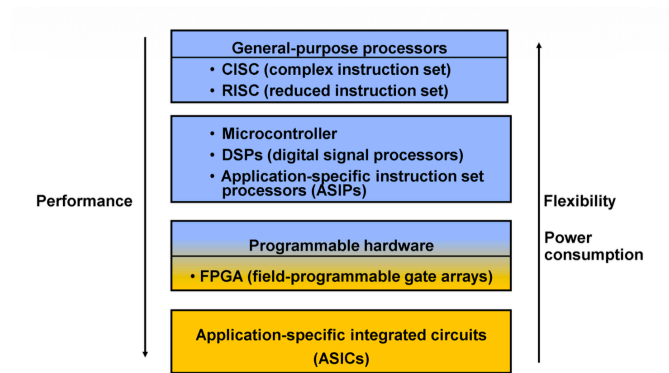 General-purpose processors
• CISC (complex instruction set)
• RISC (reduced instruction set)
• Microcontroller
• DSPs (digital signal processors)
• Application-specific instruction set
processors (ASIPs)
Performance
Flexibility
Programmable hardware
Power
consumption
• FPGA (field-programmable gate arrays)
Application-specific integrated circuits
(ASICs)